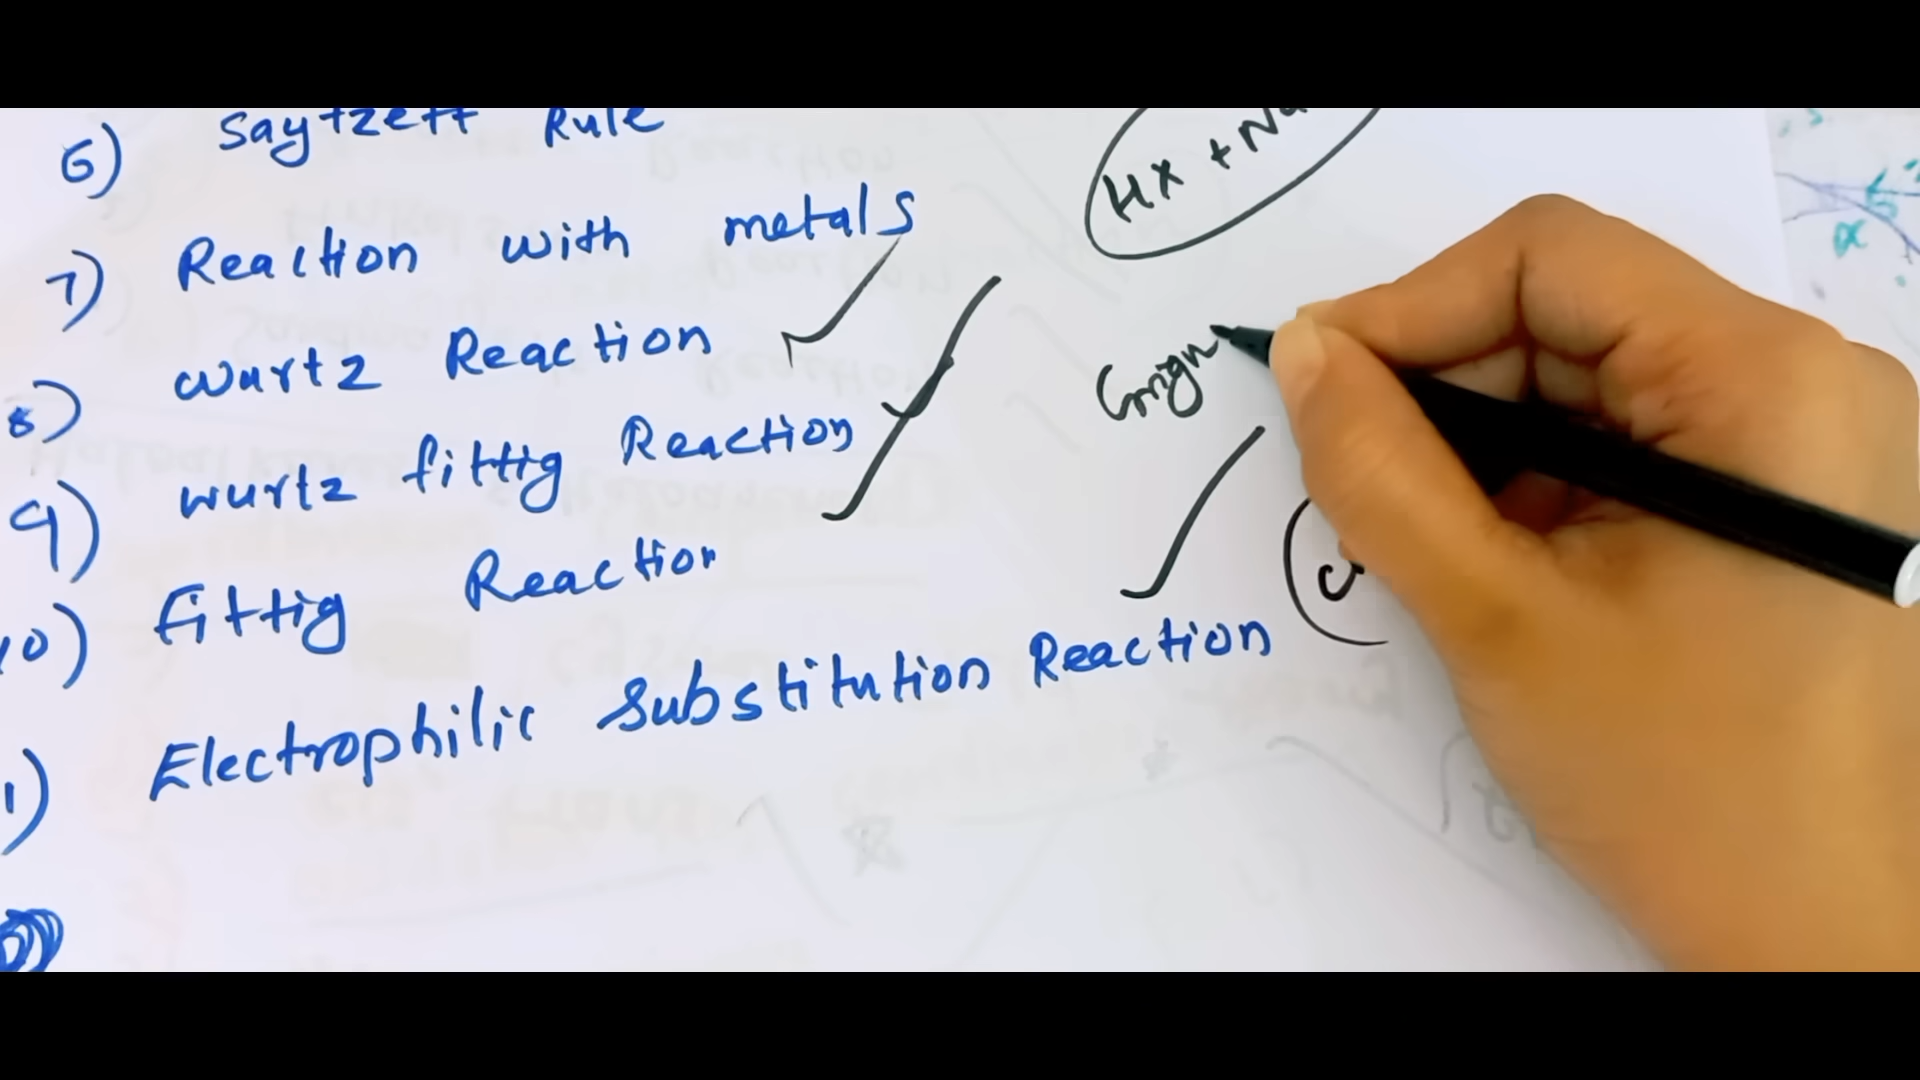 6) Saytzeff Rule
7) Reaction with metals
8) wurtz Reaction
9) wurtz fittig Reaction
10) Fittig Reaction
1) Electrophilic Substitution Reaction
HX + Na
Grign